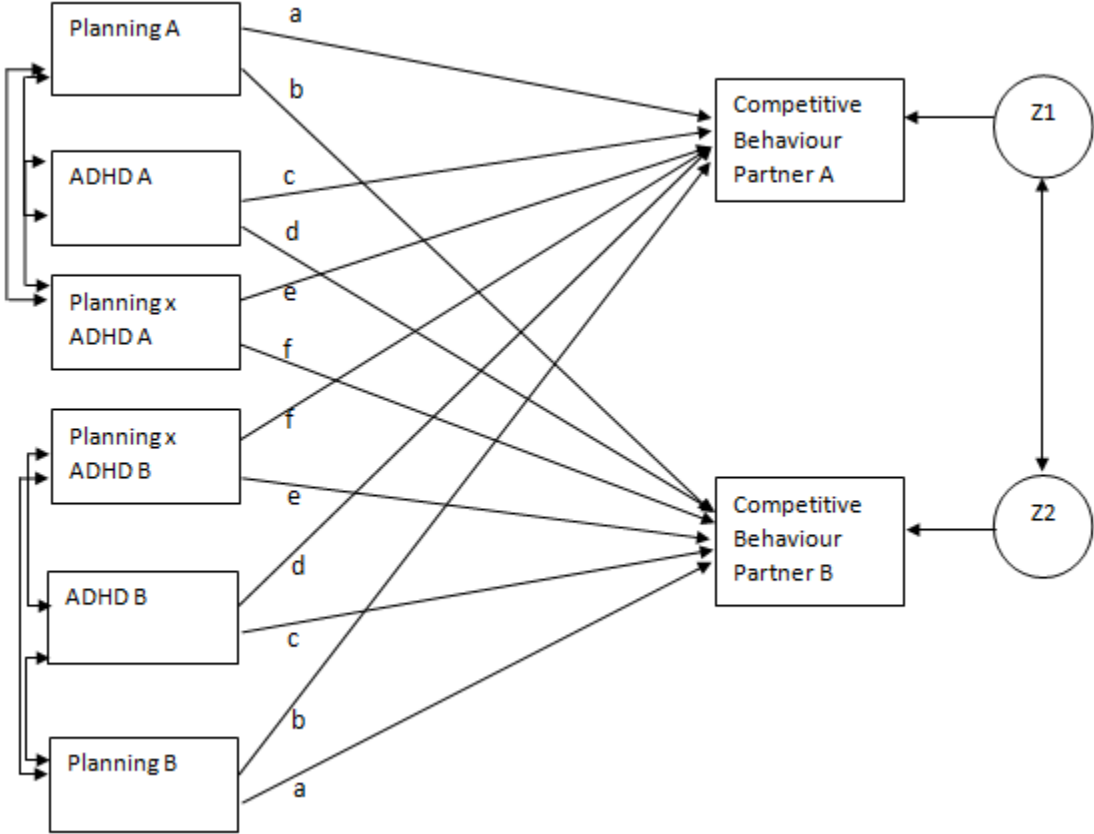 Planning A
a
b
ADHD A
c
d
Planning x
ADHD A
e
f
Planning x
ADHD B
f
e
ADHD B
d
c
Planning B
b
a
Competitive
Behaviour
Partner A
Z1
Competitive
Behaviour
Partner B
Z2